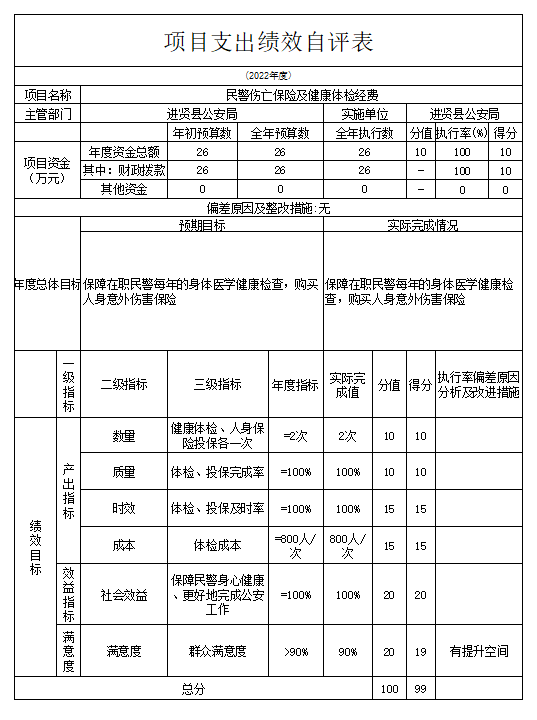 项目支出绩效自评表
（2022年度）
项目名称 民警伤亡保险及健康体检经费
主管部门 进贤县公安局 实施单位 进贤县公安局
项目资金（万元） 年初预算数 全年预算数 全年执行数 分值 执行率(%) 得分
年度资金总额 26 26 26 10 100 10
其中：财政拨款 26 26 26 － 100 10
其他资金 0 0 0 － 0 0
偏差原因及整改措施:无
年度总体目标 预期目标 实际完成情况
保障在职民警每年的身体医学健康检查，购买人身意外伤害保险 保障在职民警每年的身体医学健康检查，购买人身意外伤害保险
绩效目标 一级指标 二级指标 三级指标 年度指标 实际完成值 分值 得分 执行率偏差原因分析及改进措施
产出指标 数量 健康体检、人身保险投保各一次 =2次 2次 10 10
质量 体检、投保完成率 =100% 100% 10 10
时效 体检、投保及时率 =100% 100% 15 15
成本 体检成本 =800人/次 800人/次 15 15
效益指标 社会效益 保障民警身心健康、更好地完成公安工作 =100% 100% 20 20
满意度 满意度 群众满意度 >90% 90% 20 19 有提升空间
总分 100 99